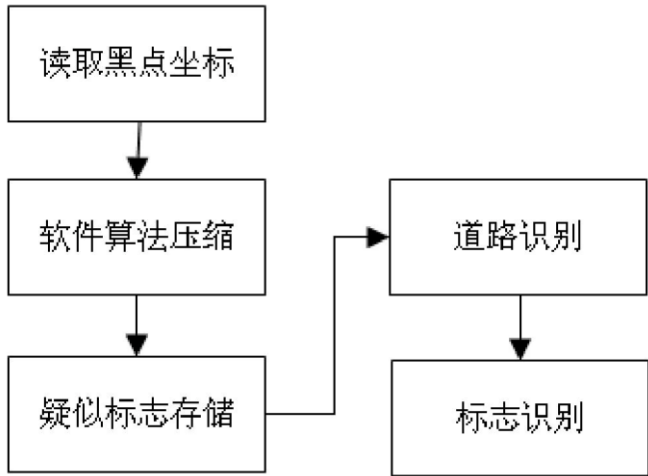 读取黑点坐标
软件算法压缩
疑似标志存储
道路识别
标志识别